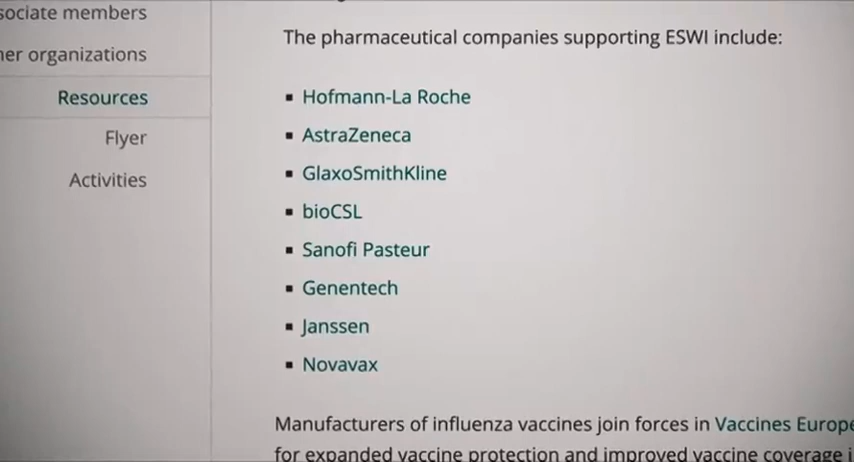 sociate members
er organizations
Resources
Flyer
Activities
The pharmaceutical companies supporting ESWI include:
Hofmann-La Roche
AstraZeneca
GlaxoSmithKline
bioCSL
Sanofi Pasteur
Genentech
Janssen
Novavax
Manufacturers of influenza vaccines join forces in Vaccines Europe
for expanded vaccine protection and improved vaccine coverage i